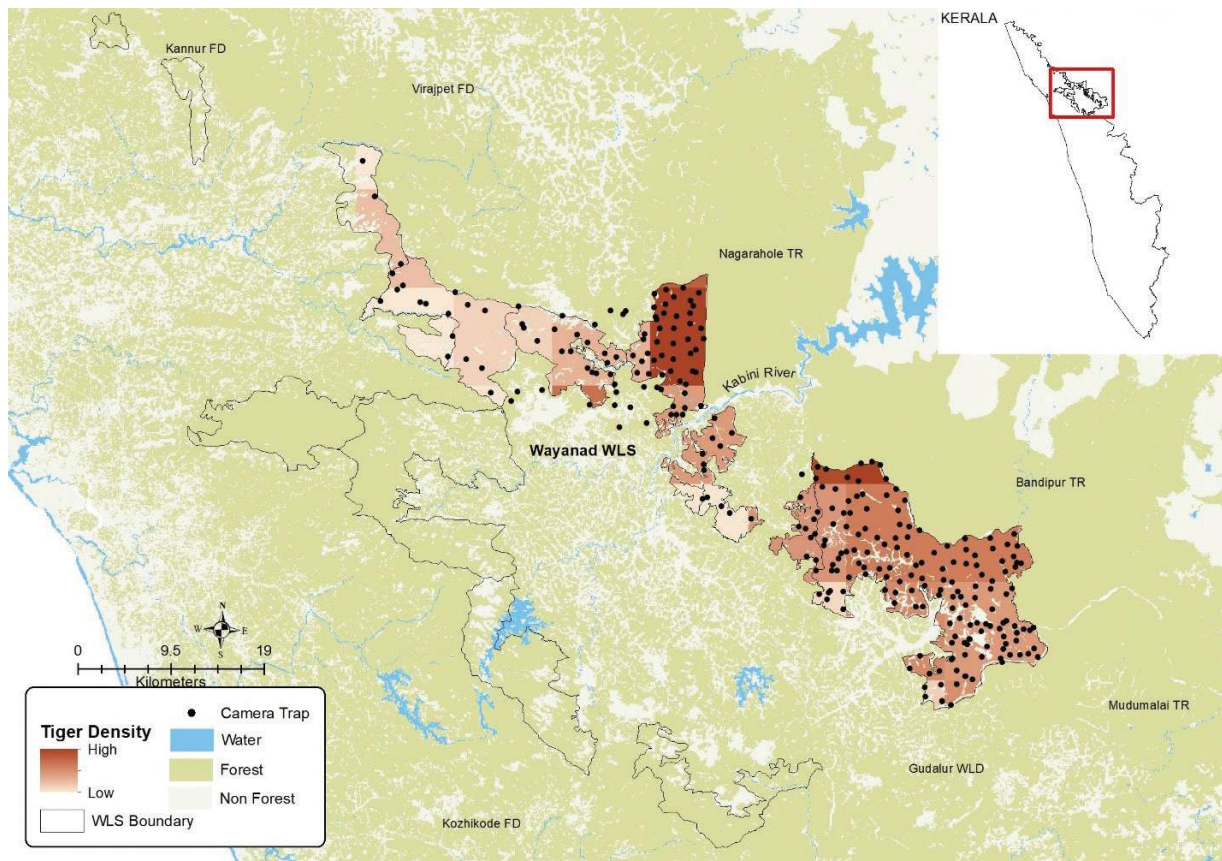 KERALA
Kannur FD
Virajpet FD
Nagarahole TR
Kabini River
Wayanad WLS
Bandipur TR
N
W E
S
0 9.5 19
Kilometers
Mudumalai TR
Gudalur WLD
Kozhikode FD
Tiger Density
High
Low
WLS Boundary
Camera Trap
Water
Forest
Non Forest